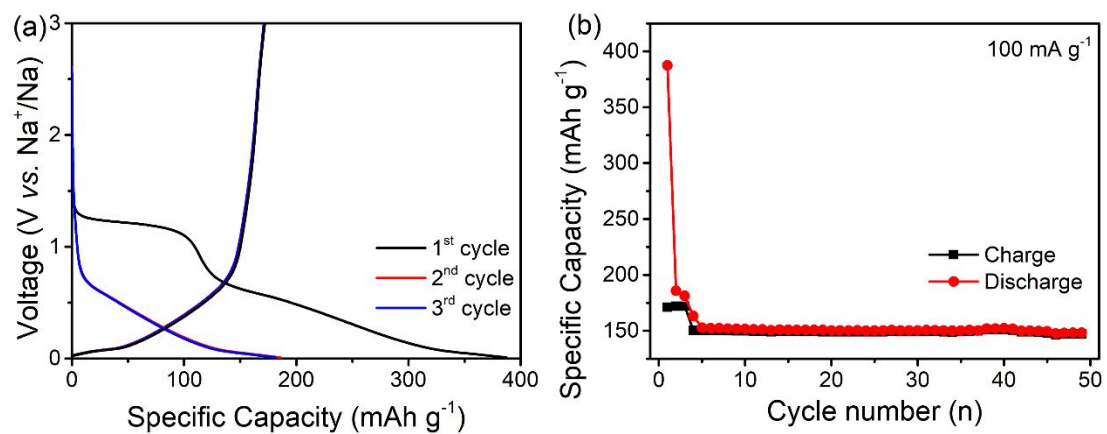 (a)
3
2
1
0
Voltage (V vs. Na⁺/Na)
0 100 200 300 400
Specific Capacity (mAh g⁻¹)
1ˢᵗ cycle
2ⁿᵈ cycle
3ʳᵈ cycle
(b)
100 mA g⁻¹
400
350
300
250
200
150
Specific Capacity (mAh g⁻¹)
Charge
Discharge
0 10 20 30 40 50
Cycle number (n)